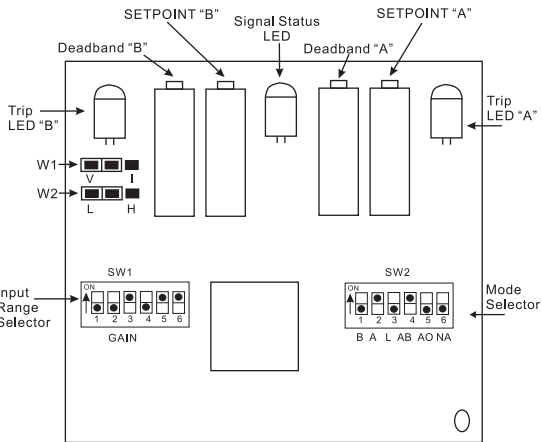 SETPOINT “B”
Signal Status
LED
SETPOINT “A”
Deadband “B”
Deadband “A”
Trip
LED “B”
Trip
LED “A”
W1
V I
W2
L H
SW1
SW2
Input
Range
Selector
ON
1 2 3 4 5 6
GAIN
ON
1 2 3 4 5 6
B A L AB AO NA
Mode
Selector